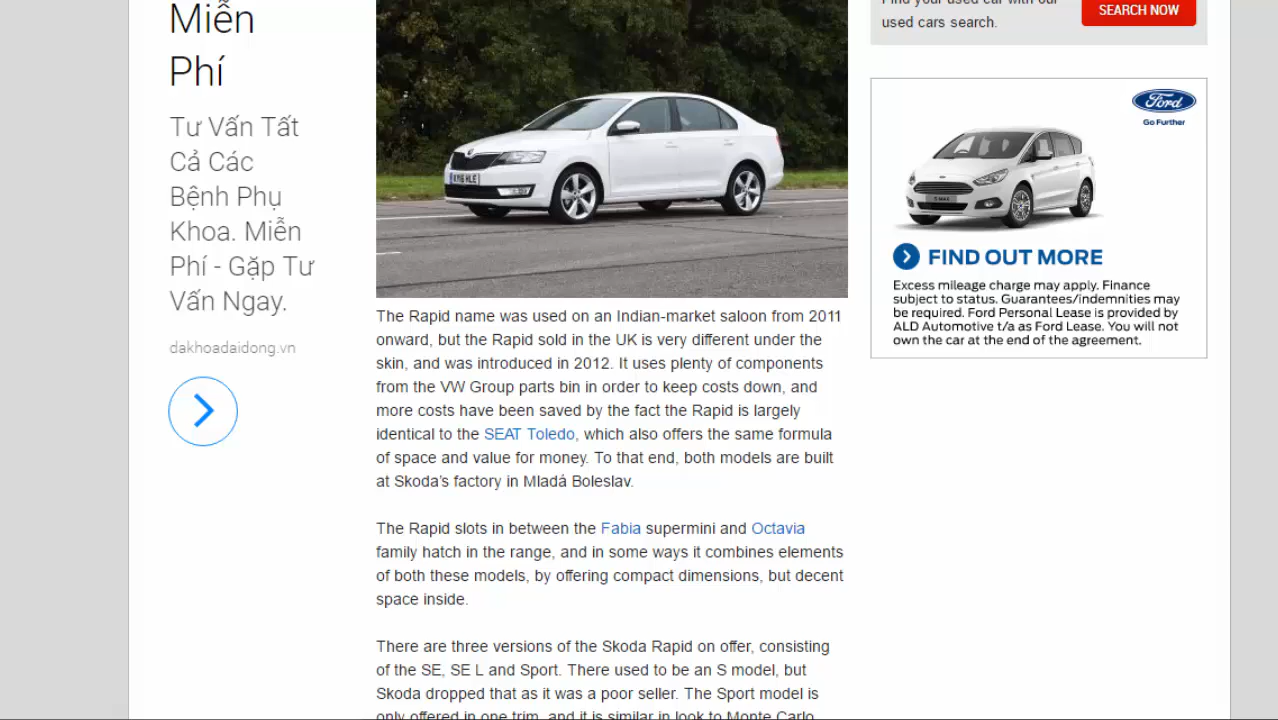 Miễn
Phí
Tư Vấn Tất
Cả Các
Bệnh Phụ
Khoa. Miễn
Phí - Gặp Tư
Vấn Ngay.
dakhoadaidong.vn
The Rapid name was used on an Indian-market saloon from 2011
onward, but the Rapid sold in the UK is very different under the
skin, and was introduced in 2012. It uses plenty of components
from the VW Group parts bin in order to keep costs down, and
more costs have been saved by the fact the Rapid is largely
identical to the SEAT Toledo, which also offers the same formula
of space and value for money. To that end, both models are built
at Skoda's factory in Mladá Boleslav.
The Rapid slots in between the Fabia supermini and Octavia
family hatch in the range, and in some ways it combines elements
of both these models, by offering compact dimensions, but decent
space inside.
There are three versions of the Skoda Rapid on offer, consisting
of the SE, SE L and Sport. There used to be an S model, but
Skoda dropped that as it was a poor seller. The Sport model is
only offered in one trim, and it is similar in look to Monte Carlo
Find your used car with our
used cars search.
SEARCH NOW
Ford
Go Further
FIND OUT MORE
Excess mileage charge may apply. Finance
subject to status. Guarantees/indemnities may
be required. Ford Personal Lease is provided by
ALD Automotive t/a as Ford Lease. You will not
own the car at the end of the agreement.